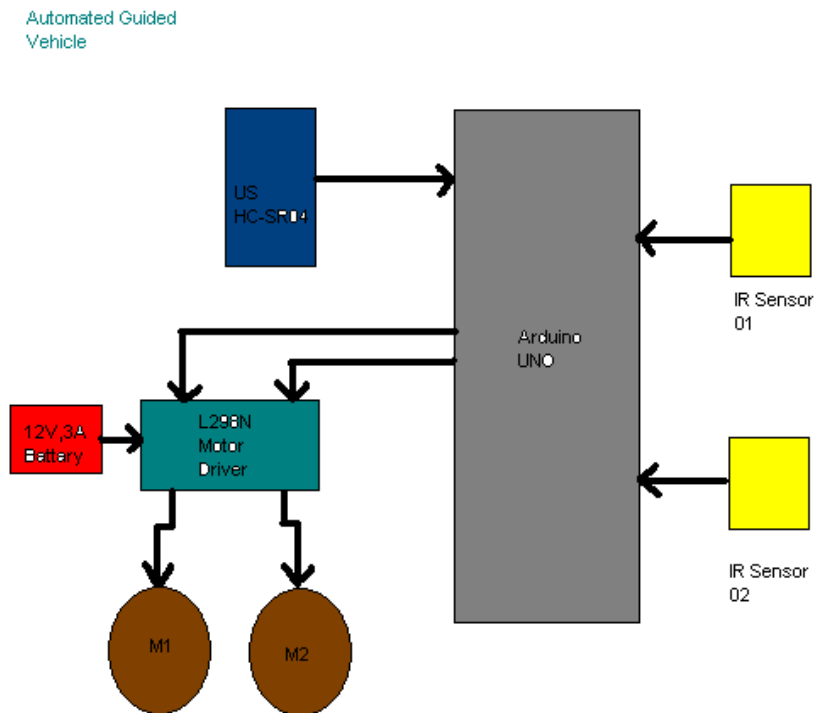 Automated Guided
Vehicle
US
HC-SR04
IR Sensor
01
Arduino
UNO
12V,3A
Battary
L298N
Motor
Driver
IR Sensor
02
M1
M2